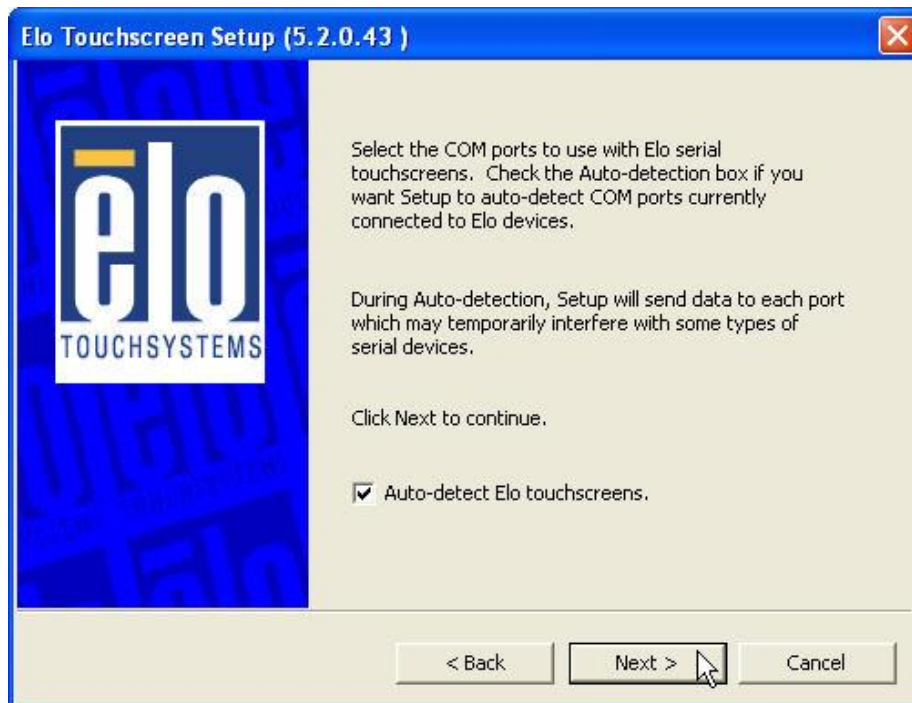 Elo Touchscreen Setup (5.2.0.43 )
ēlo
TOUCHSYSTEMS
Select the COM ports to use with Elo serial
touchscreens. Check the Auto-detection box if you
want Setup to auto-detect COM ports currently
connected to Elo devices.
During Auto-detection, Setup will send data to each port
which may temporarily interfere with some types of
serial devices.
Click Next to continue.
Auto-detect Elo touchscreens.
< Back
Next >
Cancel